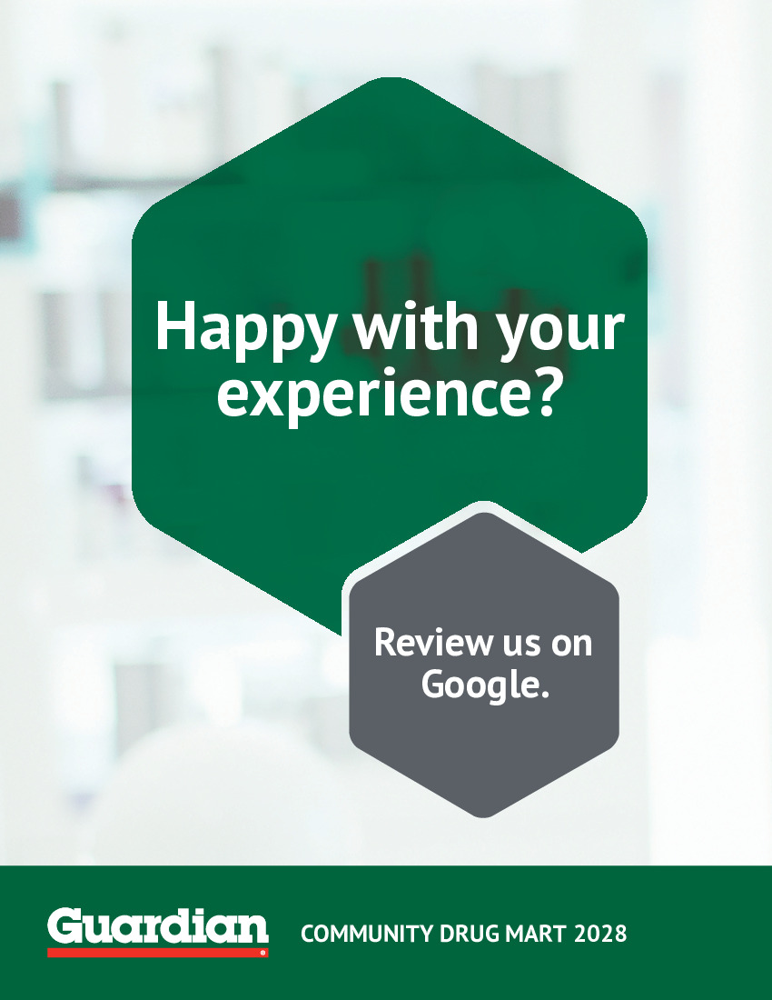 Happy with your
experience?
Review us on
Google.
Guardian®
COMMUNITY DRUG MART 2028